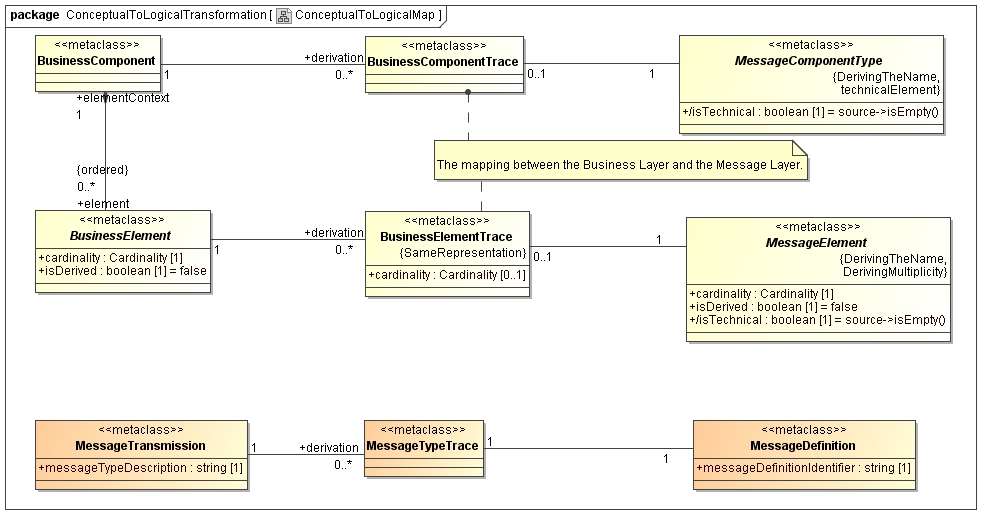 package ConceptualToLogicalTransformation [ ConceptualToLogicalMap ]
<<metaclass>>
BusinessComponent
1
+derivation
0..*
<<metaclass>>
BusinessComponentTrace
0..1
1
<<metaclass>>
MessageComponentType
{DerivingTheName,
technicalElement}
+/isTechnical : boolean [1] = source->isEmpty()
+elementContext
1
The mapping between the Business Layer and the Message Layer.
{ordered}
0..*
+element
<<metaclass>>
BusinessElement
+cardinality : Cardinality [1]
+isDerived : boolean [1] = false
1
+derivation
0..*
<<metaclass>>
BusinessElementTrace
{SameRepresentation}
+cardinality : Cardinality [0..1]
0..1
1
<<metaclass>>
MessageElement
{DerivingTheName,
DerivingMultiplicity}
+cardinality : Cardinality [1]
+isDerived : boolean [1] = false
+/isTechnical : boolean [1] = source->isEmpty()
<<metaclass>>
MessageTransmission
+messageTypeDescription : string [1]
1
+derivation
0..*
<<metaclass>>
MessageTypeTrace
1
1
<<metaclass>>
MessageDefinition
+messageDefinitionIdentifier : string [1]